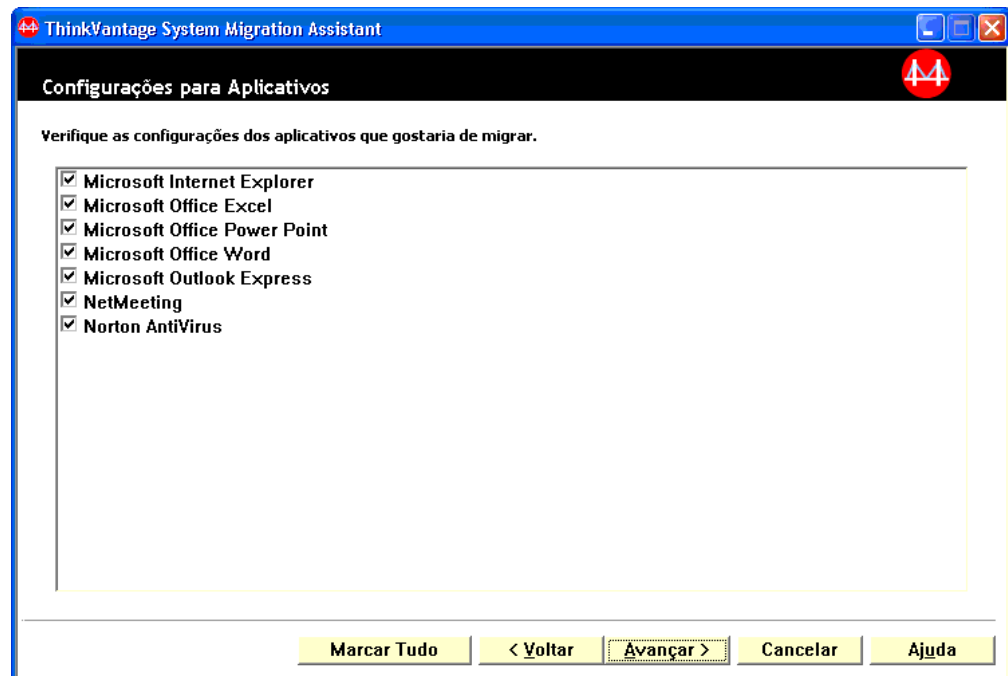 ThinkVantage System Migration Assistant
Configurações para Aplicativos
Verifique as configurações dos aplicativos que gostaria de migrar.
Microsoft Internet Explorer
Microsoft Office Excel
Microsoft Office Power Point
Microsoft Office Word
Microsoft Outlook Express
NetMeeting
Norton AntiVirus
Marcar Tudo < Voltar Avançar > Cancelar Ajuda